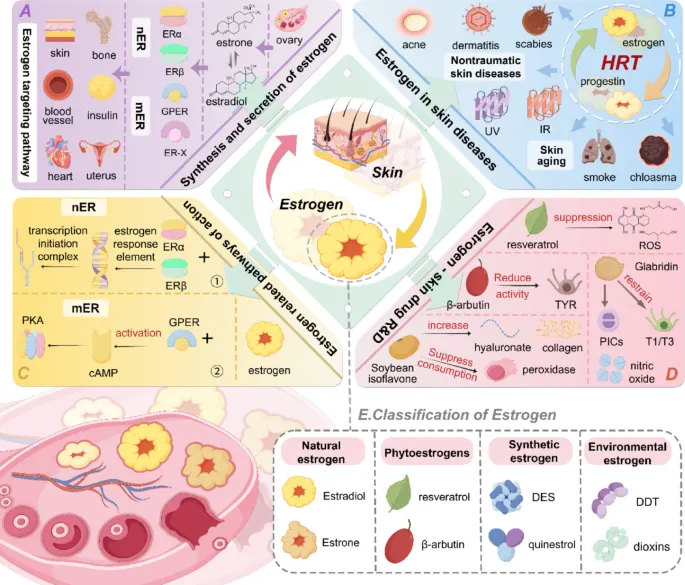 A
Estrogen targeting pathway
skin
bone
blood
vessel
insulin
heart
uterus
nER
mER
ERα
ERβ
GPER
ER-X
estrone
estradiol
ovary
Synthesis and secretion of estrogen
B
Estrogen in skin diseases
acne
dermatitis
scabies
Nontraumatic
skin diseases
UV
IR
Skin
aging
HRT
estrogen
progestin
smoke
chloasma
Skin
Estrogen
C
Estrogen related pathways of action
nER
transcription
initiation
complex
estrogen
response
element
ERα
ERβ
+
①
mER
PKA
activation
GPER
cAMP
+
②
estrogen
D
Estrogen - skin drug R&D
resveratrol
suppression
ROS
β-arbutin
Reduce
activity
TYR
Glabridin
restrain
PICs
T1/T3
nitric
oxide
Soybean
isoflavone
increase
hyaluronate
collagen
Suppress
consumption
peroxidase
E.Classification of Estrogen
Natural
estrogen
Estradiol
Estrone
Phytoestrogens
resveratrol
β-arbutin
Synthetic
estrogen
DES
quinestrol
Environmental
estrogen
DDT
dioxins